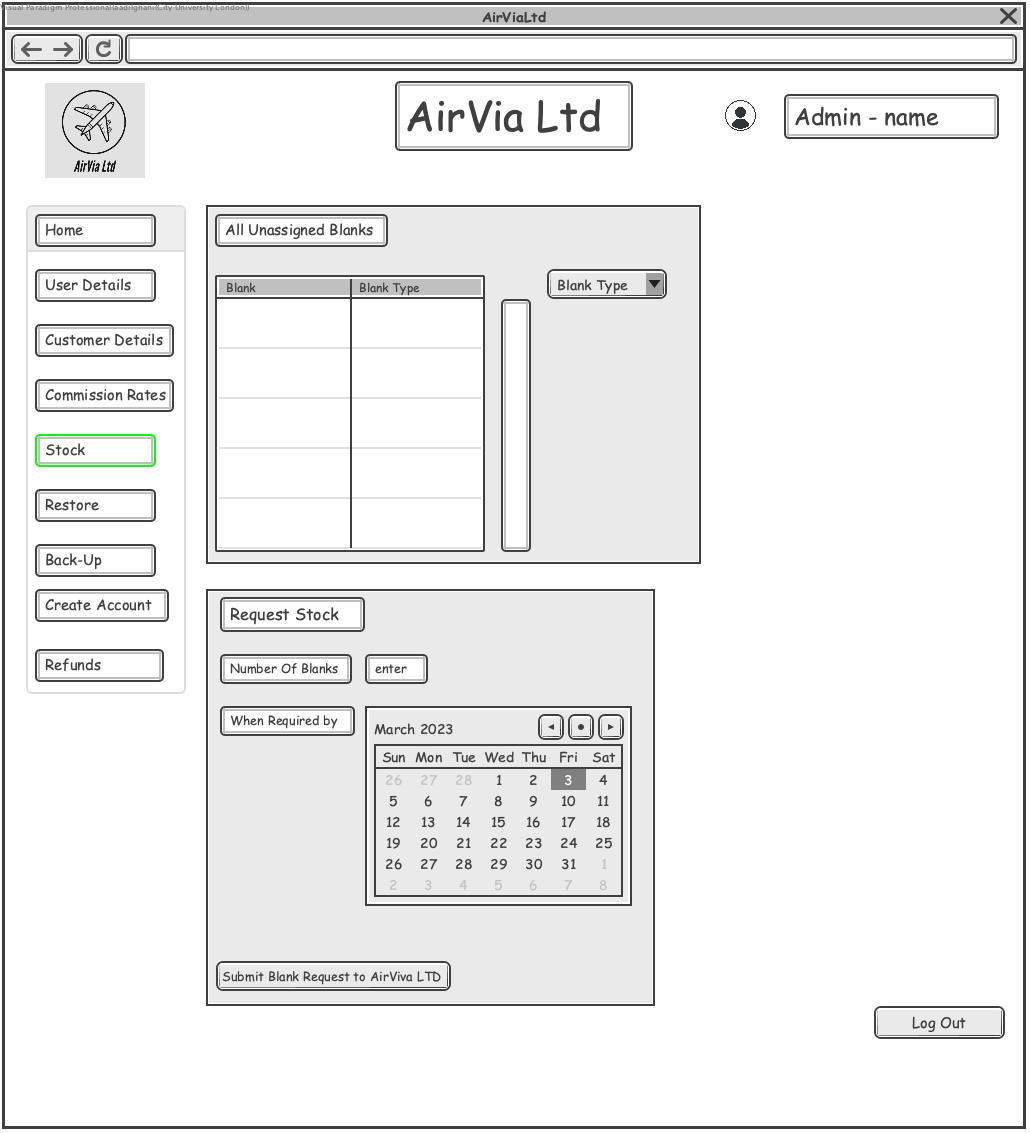 Visual Paradigm Professional(aadilghani(City University London))
AirViaLtd
AirVia Ltd
Admin - name
AirVia Ltd
Home
User Details
Customer Details
Commission Rates
Stock
Restore
Back-Up
Create Account
Refunds
All Unassigned Blanks
Blank Blank Type
Blank Type
Request Stock
Number Of Blanks enter
When Required by
March 2023
Sun Mon Tue Wed Thu Fri Sat
26 27 28 1 2 3 4
5 6 7 8 9 10 11
12 13 14 15 16 17 18
19 20 21 22 23 24 25
26 27 28 29 30 31 1
2 3 4 5 6 7 8
Submit Blank Request to AirViva LTD
Log Out